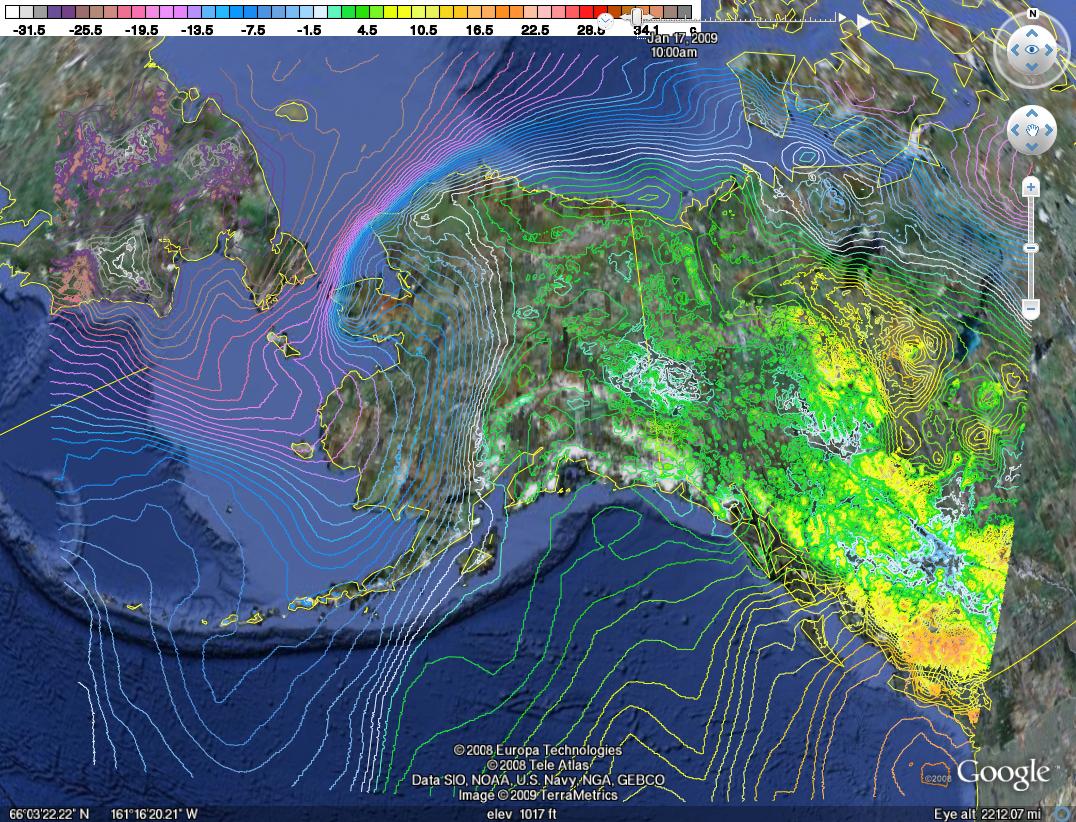 -31.5 -25.5 -19.5 -13.5 -7.5 -1.5 4.5 10.5 16.5 22.5 28.5 34.1
Jan 17, 2009
10:00am
N
© 2008 Europa Technologies
© 2008 Tele Atlas
Data SIO, NOAA, U.S. Navy, NGA, GEBCO
Image © 2009 TerraMetrics
©2008 Google™
66°03'22.22" N 161°16'20.21" W elev 1017 ft Eye alt 2212.07 mi